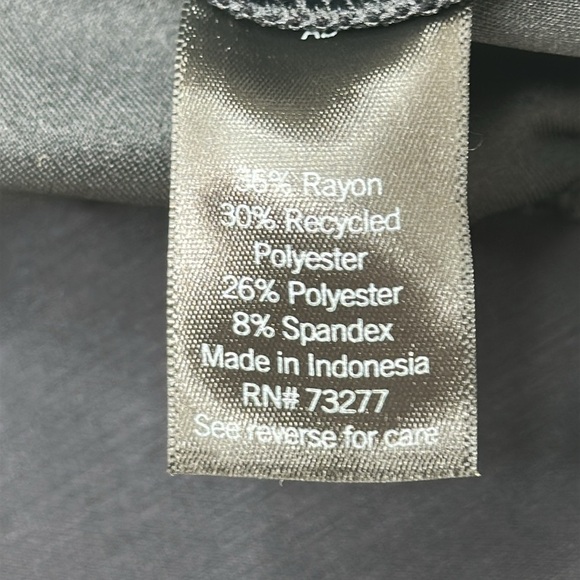 36% Rayon
30% Recycled
Polyester
26% Polyester
8% Spandex
Made in Indonesia
RN# 73277
See reverse for care